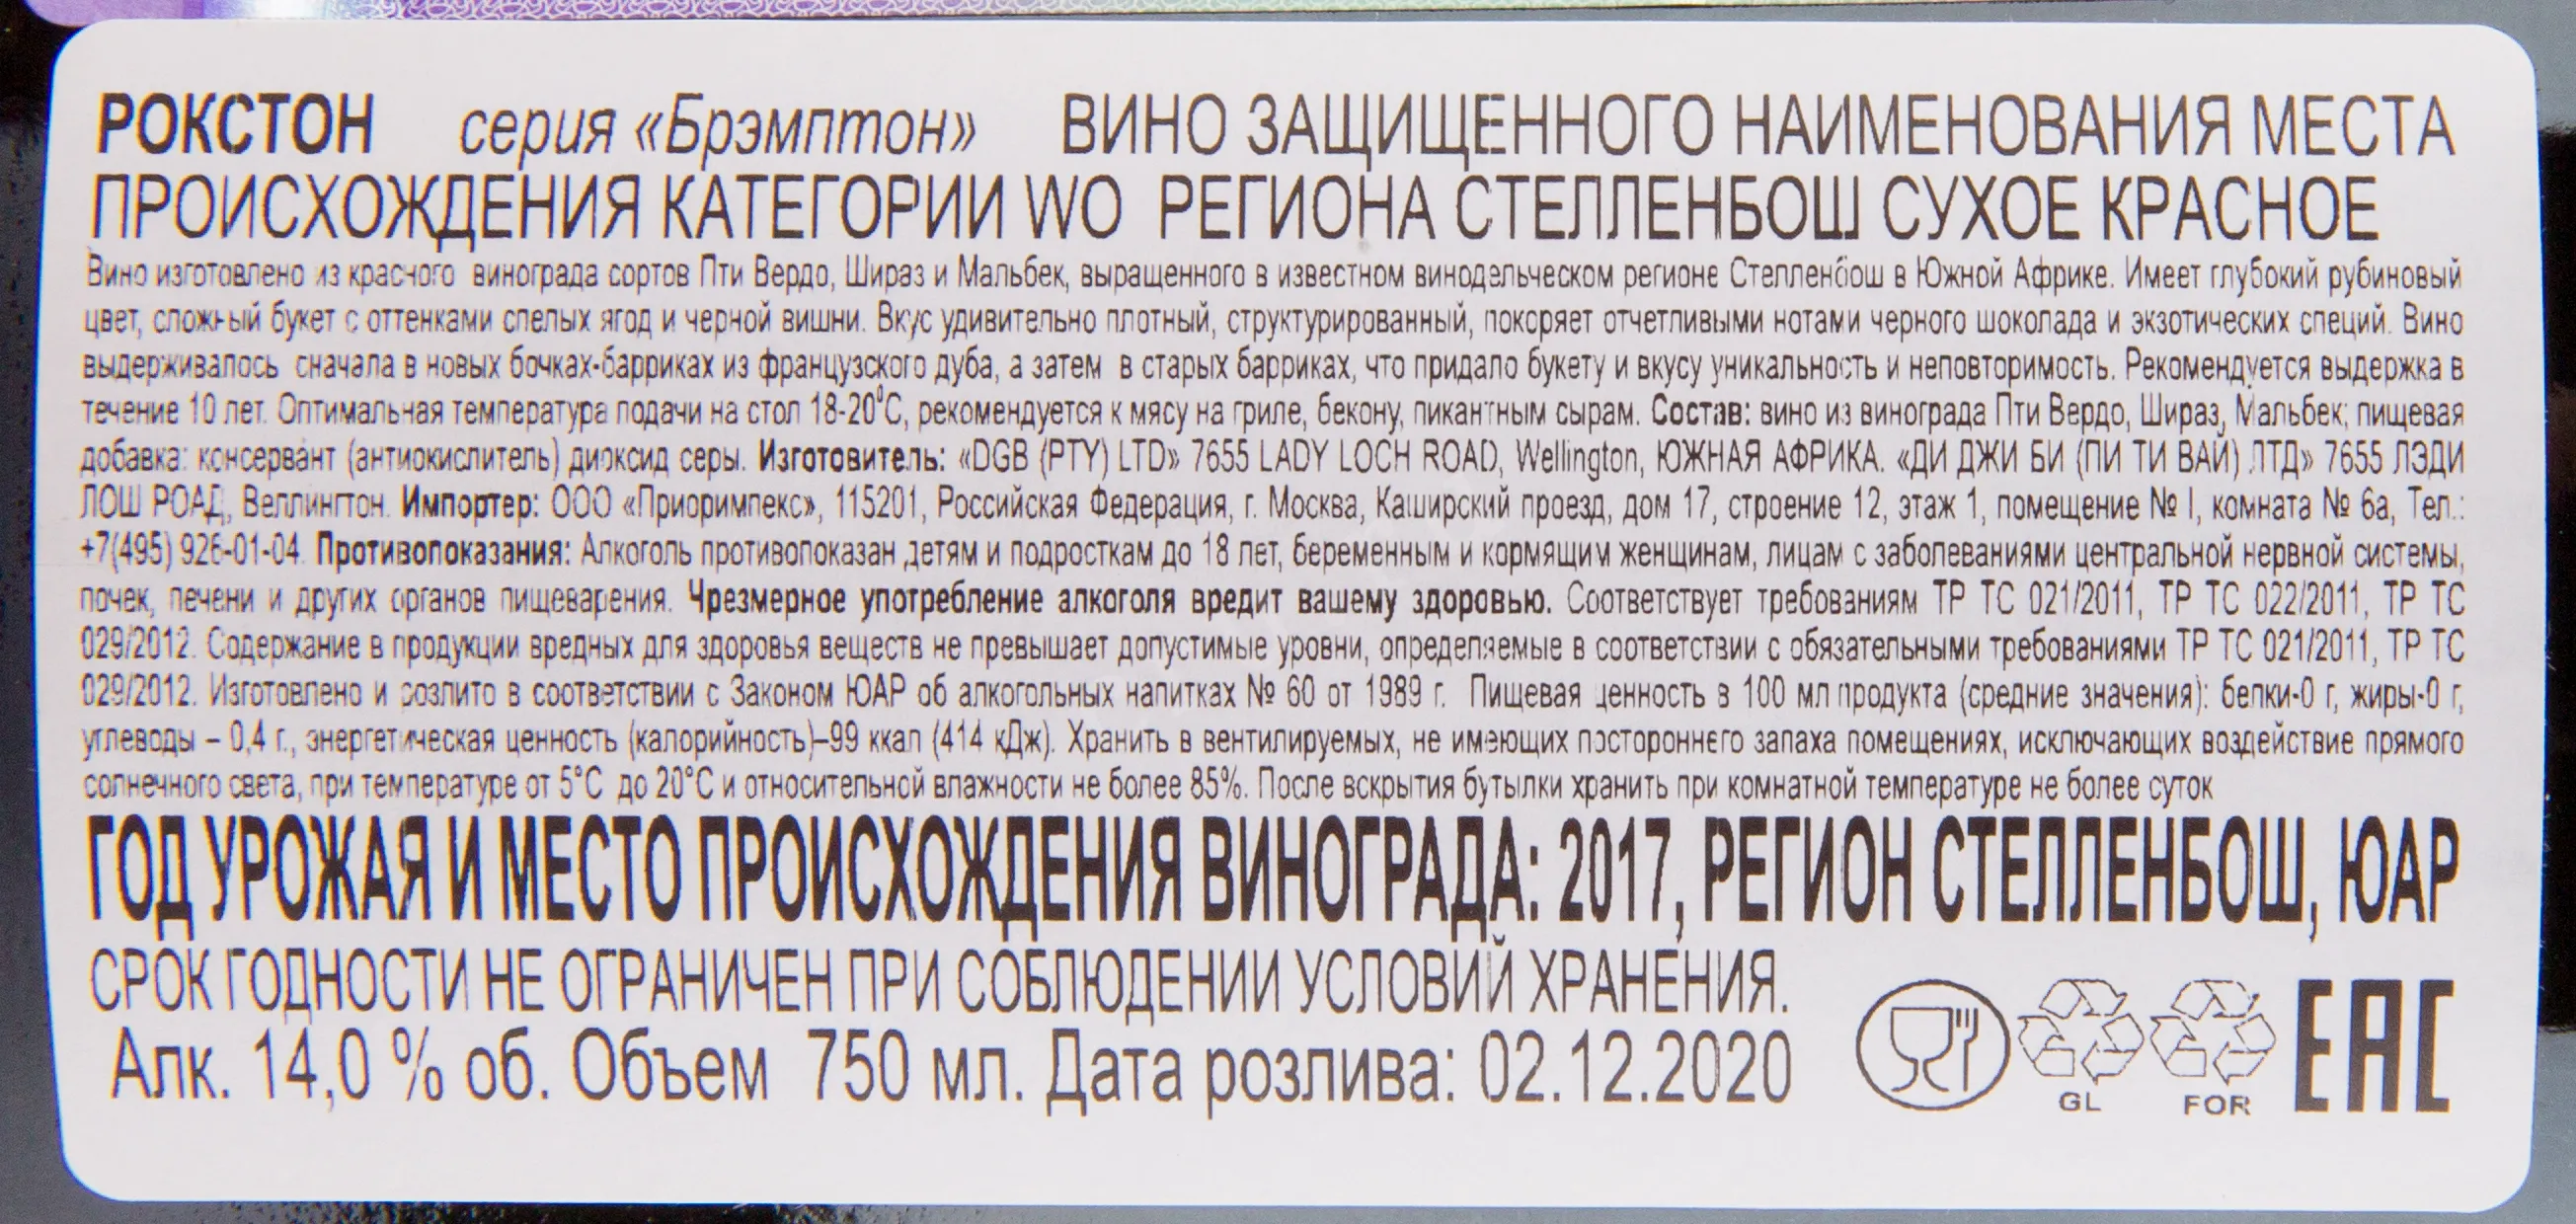 РОКСТОН серия «Брэмптон» ВИНО ЗАЩИЩЕННОГО НАИМЕНОВАНИЯ МЕСТА
ПРОИСХОЖДЕНИЯ КАТЕГОРИИ WO РЕГИОНА СТЕЛЛЕНБОШ СУХОЕ КРАСНОЕ
Вино изготовлено из красного винограда сортов Пти Вердо, Шираз и Мальбек, выращенного в известном винодельческом регионе Стелленбош в Южной Африке. Имеет глубокий рубиновый
цвет, сложный букет с оттенками спелых ягод и черной вишни. Вкус удивительно плотный, структурированный, покоряет отчетливыми нотами черного шоколада и экзотических специй. Вино
выдерживалось сначала в новых бочках-барриках из французского дуба, а затем в старых барриках, что придало букету и вкусу уникальность и неповторимость. Рекомендуется выдержка в
течение 10 лет. Оптимальная температура подачи на стол 18-20⁰С, рекомендуется к мясу на гриле, бекону, пикантным сырам. Состав: вино из винограда Пти Вердо, Шираз, Мальбек; пищевая
добавка: консервант (антиокислитель) диоксид серы. Изготовитель: «DGB (PTY) LTD» 7655 LADY LOCH ROAD, Wellington, ЮЖНАЯ АФРИКА. «ДИ ДЖИ БИ (ПИ ТИ ВАЙ) ЛТД» 7655 ЛЭДИ
ЛОШ РОАД, Веллингтон. Импортер: ООО «Приоримпекс», 115201, Российская Федерация, г. Москва, Каширский проезд, дом 17, строение 12, этаж 1, помещение № I, комната № 6а, Тел.:
+7(495) 926-01-04. Противопоказания: Алкоголь противопоказан детям и подросткам до 18 лет, беременным и кормящим женщинам, лицам с заболеваниями центральной нервной системы,
почек, печени и других органов пищеварения. Чрезмерное употребление алкоголя вредит вашему здоровью. Соответствует требованиям ТР ТС 021/2011, ТР ТС 022/2011, ТР ТС
029/2012. Содержание в продукции вредных для здоровья веществ не превышает допустимые уровни, определяемые в соответствии с обязательными требованиями ТР ТС 021/2011, ТР ТС
029/2012. Изготовлено и розлито в соответствии с Законом ЮАР об алкогольных напитках № 60 от 1989 г. Пищевая ценность в 100 мл продукта (средние значения): белки-0 г, жиры-0 г,
углеводы – 0,4 г., энергетическая ценность (калорийность)–99 ккал (414 кДж). Хранить в вентилируемых, не имеющих постороннего запаха помещениях, исключающих воздействие прямого
солнечного света, при температуре от 5°С до 20°С и относительной влажности не более 85%. После вскрытия бутылки хранить при комнатной температуре не более суток
ГОД УРОЖАЯ И МЕСТО ПРОИСХОЖДЕНИЯ ВИНОГРАДА: 2017, РЕГИОН СТЕЛЛЕНБОШ, ЮАР
СРОК ГОДНОСТИ НЕ ОГРАНИЧЕН ПРИ СОБЛЮДЕНИИ УСЛОВИЙ ХРАНЕНИЯ.
Алк. 14,0 % об. Объем 750 мл. Дата розлива: 02.12.2020
GL FOR EAC